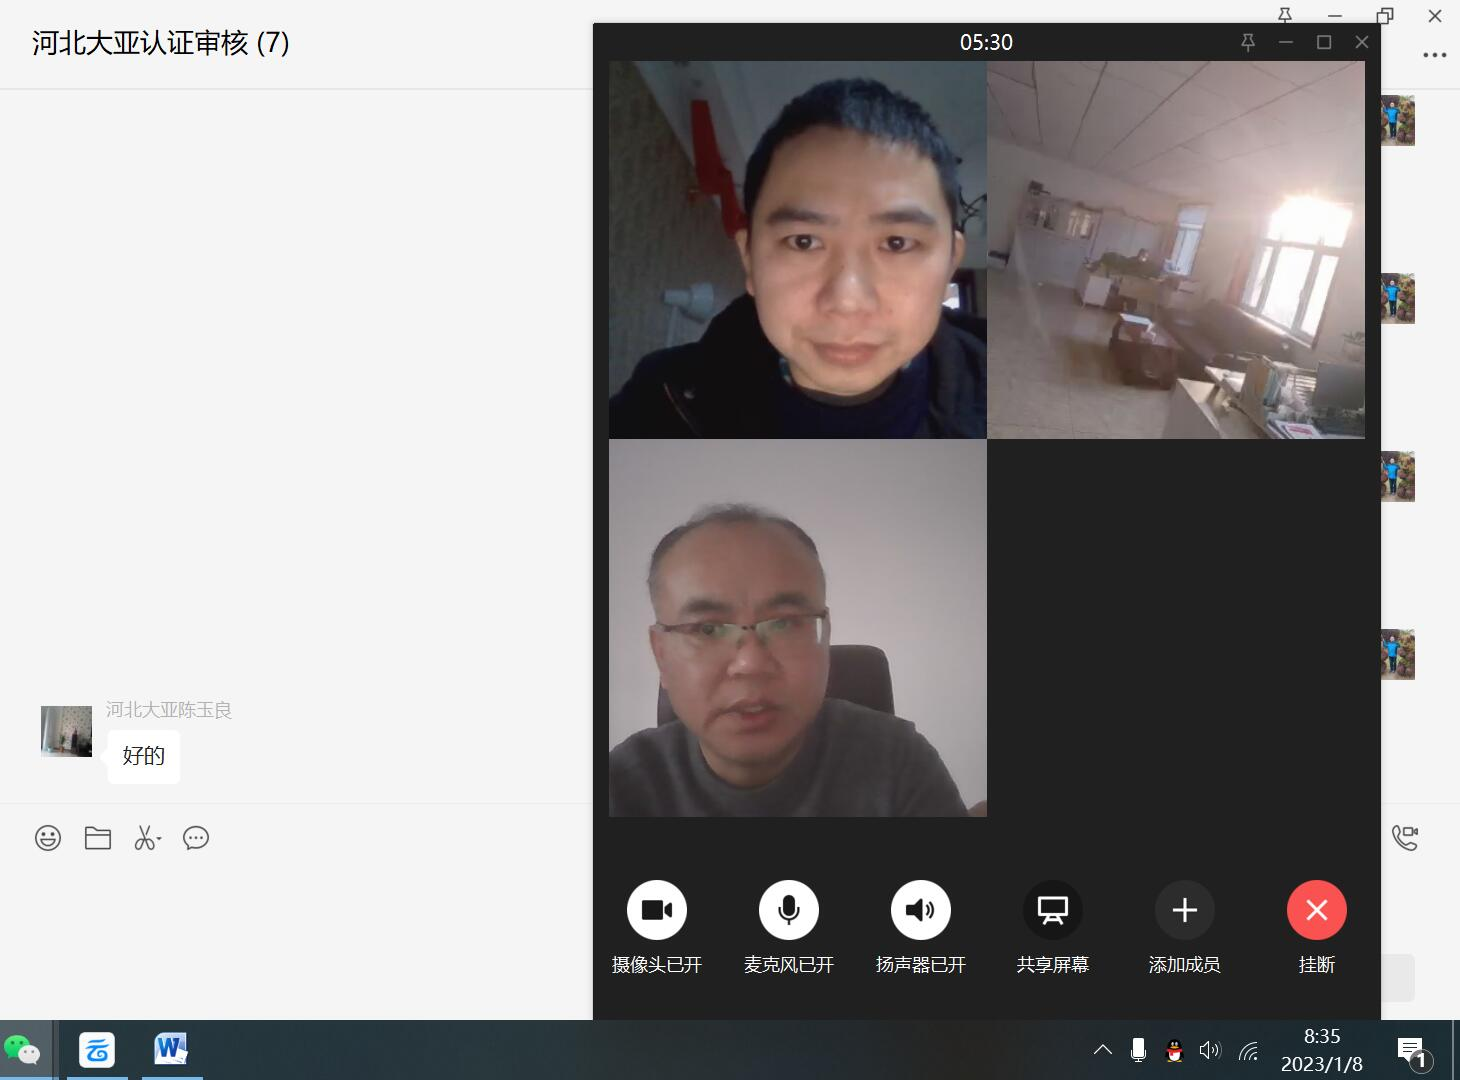 河北大亚认证审核 (7)
05:30
河北大亚陈玉良
好的
摄像头已开
麦克风已开
扬声器已开
共享屏幕
添加成员
挂断
W
8:35
2023/1/8
1